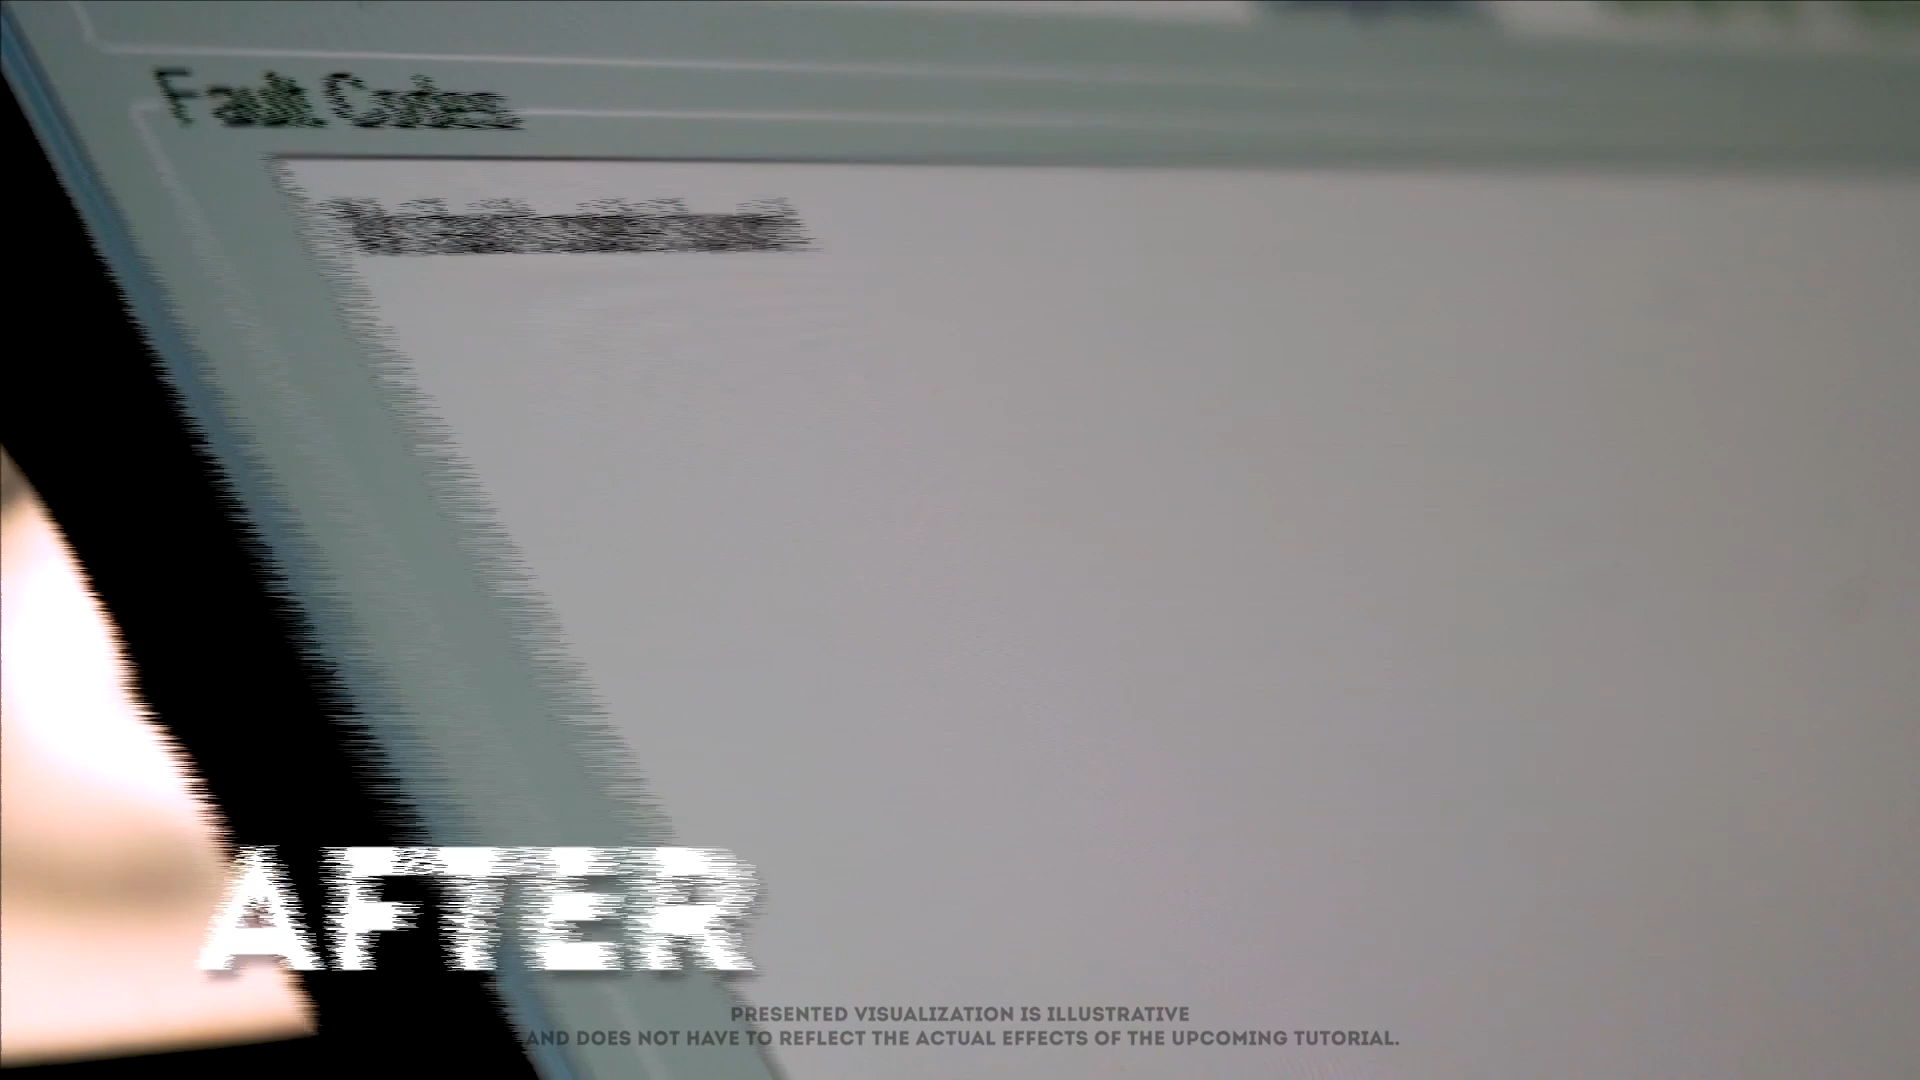 Fault Codes
AFTER
PRESENTED VISUALIZATION IS ILLUSTRATIVE
AND DOES NOT HAVE TO REFLECT THE ACTUAL EFFECTS OF THE UPCOMING TUTORIAL.